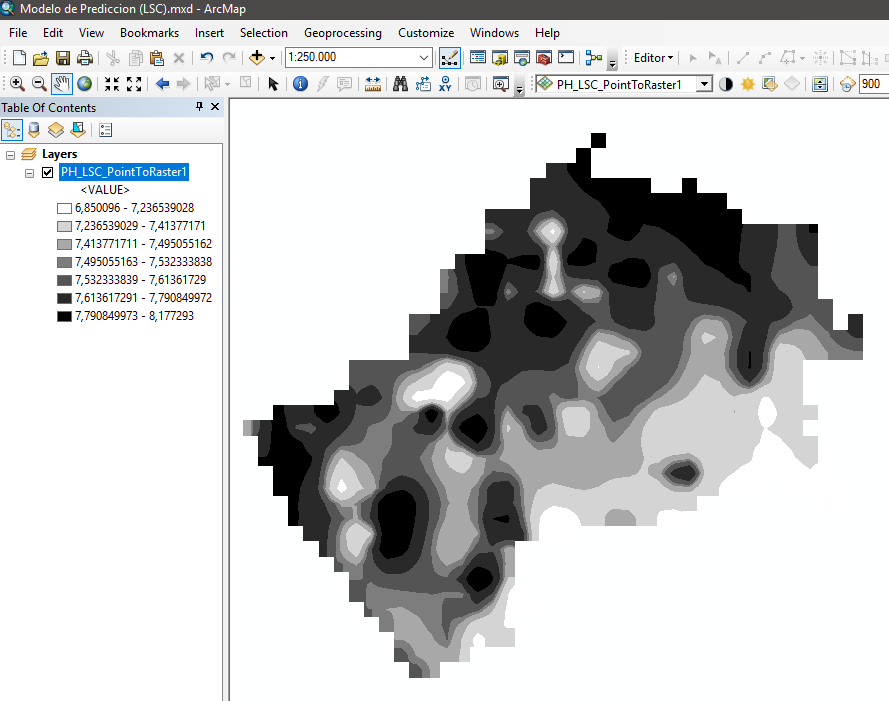 Modelo de Prediccion (LSC).mxd - ArcMap
File Edit View Bookmarks Insert Selection Geoprocessing Customize Windows Help
1:250.000 Editor
XY PH_LSC_PointToRaster1 900
Table Of Contents
Layers
PH_LSC_PointToRaster1
<VALUE>
6,850096 - 7,236539028
7,236539029 - 7,41377171
7,413771711 - 7,495055162
7,495055163 - 7,532333838
7,532333839 - 7,61361729
7,613617291 - 7,790849972
7,790849973 - 8,177293